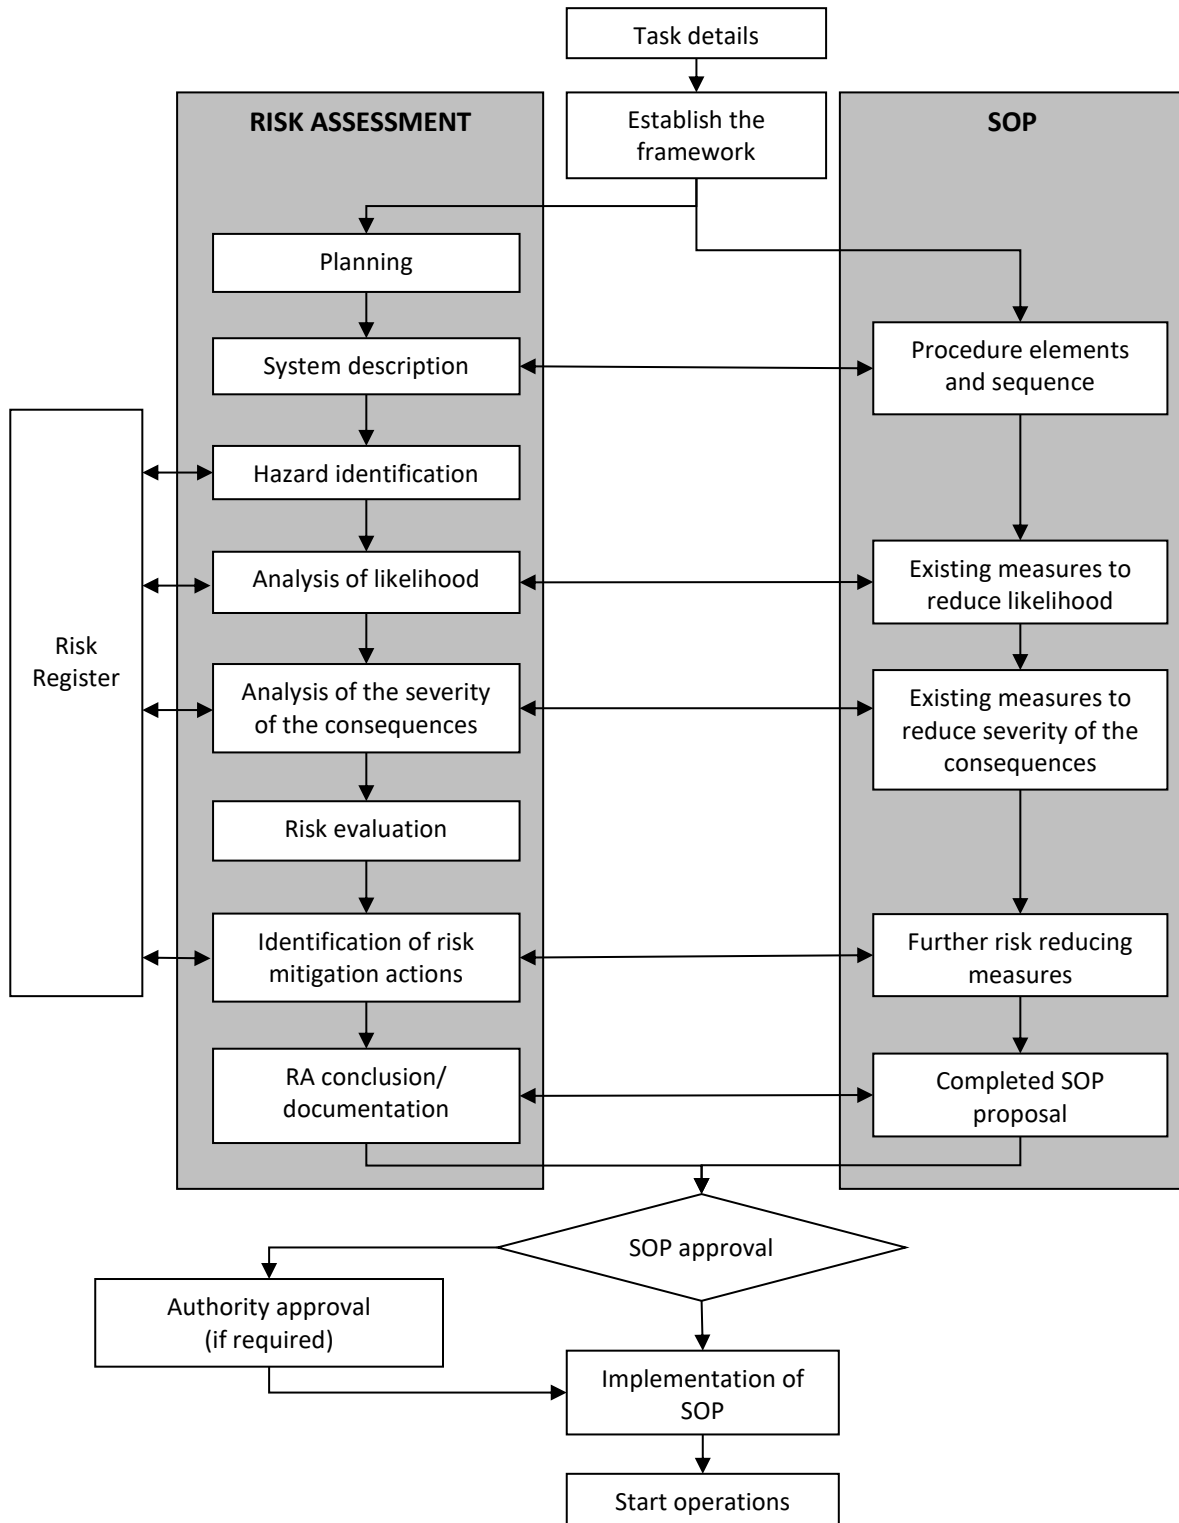 Task details
RISK ASSESSMENT
Establish the
framework
SOP
Planning
System description
Procedure elements
and sequence
Hazard identification
Analysis of likelihood
Existing measures to
reduce likelihood
Risk
Register
Analysis of the severity
of the consequences
Existing measures to
reduce severity of the
consequences
Risk evaluation
Identification of risk
mitigation actions
Further risk reducing
measures
RA conclusion/
documentation
Completed SOP
proposal
SOP approval
Authority approval
(if required)
Implementation of
SOP
Start operations